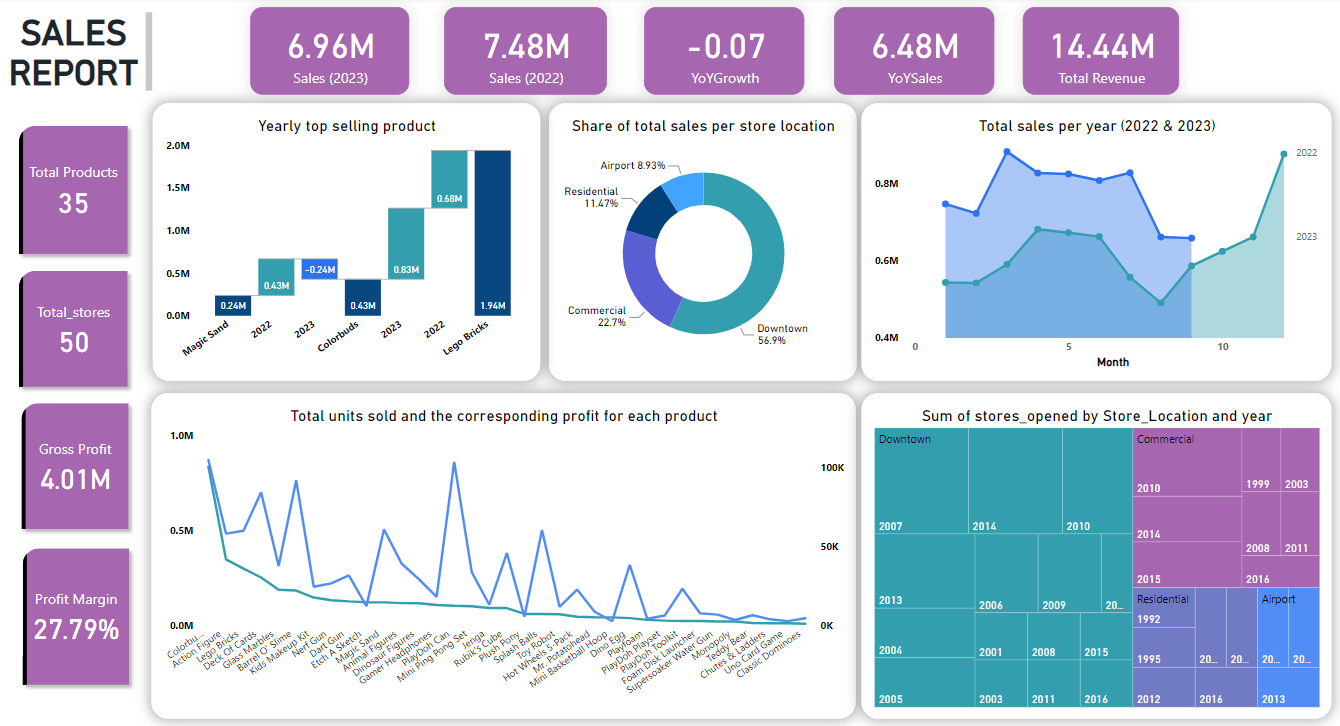 SALES
REPORT
6.96M
Sales (2023)
7.48M
Sales (2022)
-0.07
YoYGrowth
6.48M
YoYSales
14.44M
Total Revenue
Total Products
35
Total_stores
50
Gross Profit
4.01M
Profit Margin
27.79%
Yearly top selling product
2.0M
1.5M
1.0M
0.5M
0.0M
0.24M
0.43M
-0.24M
0.43M
0.83M
0.68M
1.94M
Magic Sand
2022
2023
Colorbuds
2023
2022
Lego Bricks
Share of total sales per store location
Airport 8.93%
Residential
11.47%
Commercial
22.7%
Downtown
56.9%
Total sales per year (2022 & 2023)
0.8M
0.6M
0.4M
0
5
10
Month
2022
2023
Total units sold and the corresponding profit for each product
1.0M
0.5M
0.0M
100K
50K
0K
Colorbu...
Action Figure
Lego Bricks
Deck Of Cards
Glass Marbles
Barrel O' Slime
Kids Makeup Kit
Nerf Gun
Dart Gun
Etch A Sketch
Magic Sand
Animal Figures
Dinosaur Figures
Gamer Headphones
PlayDoh Can
Mini Ping Pong Set
Jenga
Rubik's Cube
Plush Pony
Splash Balls
Toy Robot
Hot Wheels 5-Pack
Mr. Potatohead
Mini Basketball Hoop
Dino Egg
Playfoam
PlayDoh Playset
PlayDoh Toolkit
Foam Disk Launcher
Supersoaker Water Gun
Monopoly
Teddy Bear
Chutes & Ladders
Uno Card Game
Classic Dominoes
Sum of stores_opened by Store_Location and year
Downtown
2007
2014
2010
2013
2006
2009
20...
2004
2001
2008
2015
2005
2003
2011
2016
Commercial
2010
1999
2003
2014
2008
2011
2015
2016
Residential
1992
1995
20...
20...
2012
2016
Airport
20...
20...
2013